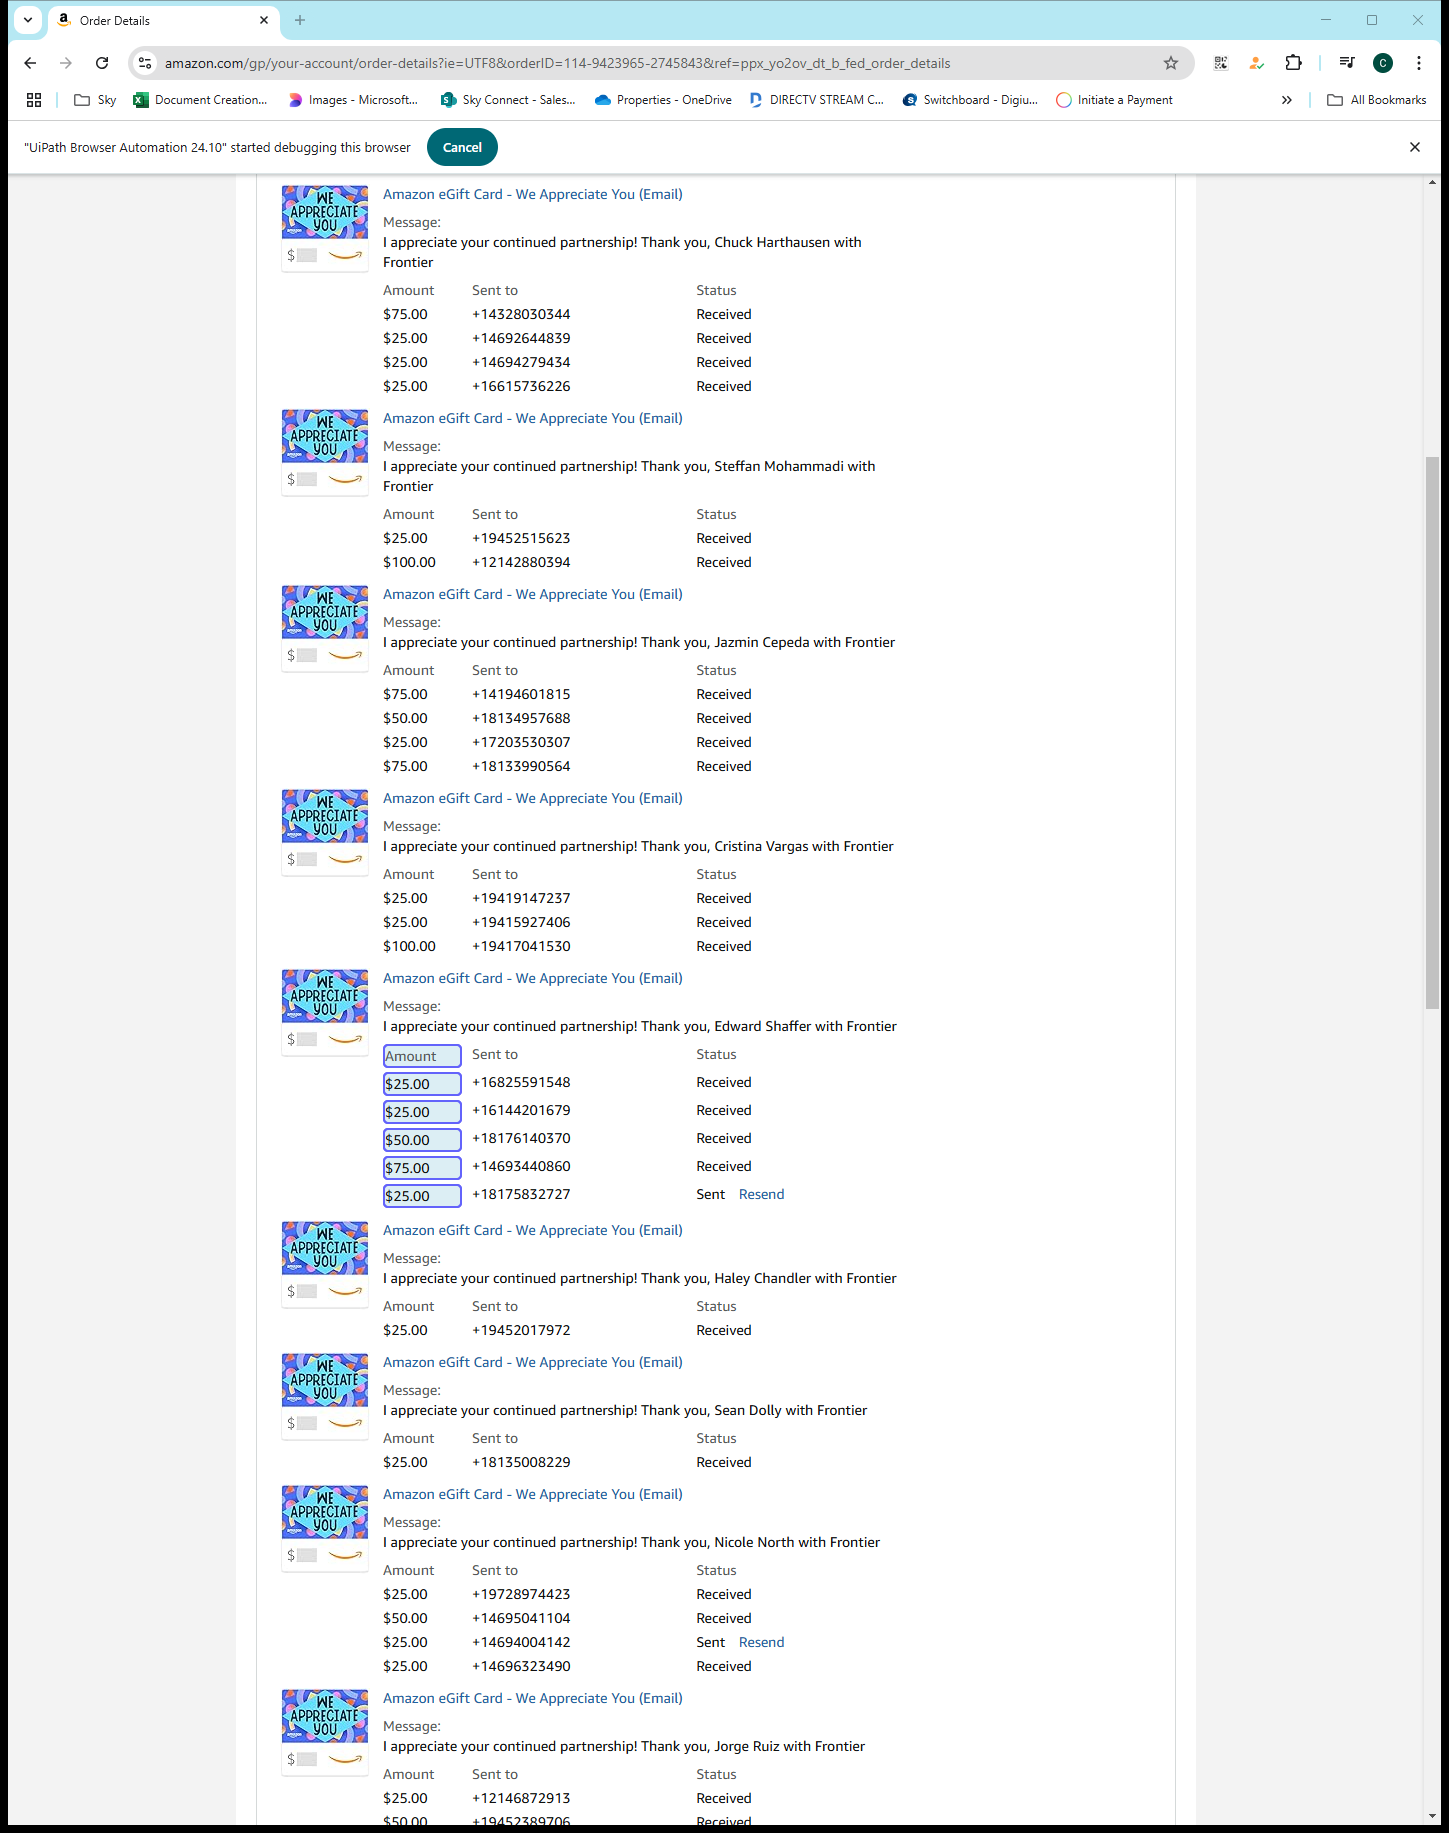 Order Details
amazon.com/gp/your-account/order-details?ie=UTF8&orderID=114-9423965-2745843&ref=ppx_yo2ov_dt_b_fed_order_details
Sky Document Creation... Images - Microsoft... Sky Connect - Sales... Properties - OneDrive DIRECTV STREAM C... Switchboard - Digiu... Initiate a Payment All Bookmarks
"UiPath Browser Automation 24.10" started debugging this browser Cancel
WE APPRECIATE YOU
$
Amazon eGift Card - We Appreciate You (Email)
Message:
I appreciate your continued partnership! Thank you, Chuck Harthausen with
Frontier
Amount Sent to Status
$75.00 +14328030344 Received
$25.00 +14692644839 Received
$25.00 +14694279434 Received
$25.00 +16615736226 Received
WE APPRECIATE YOU
$
Amazon eGift Card - We Appreciate You (Email)
Message:
I appreciate your continued partnership! Thank you, Steffan Mohammadi with
Frontier
Amount Sent to Status
$25.00 +19452515623 Received
$100.00 +12142880394 Received
WE APPRECIATE YOU
$
Amazon eGift Card - We Appreciate You (Email)
Message:
I appreciate your continued partnership! Thank you, Jazmin Cepeda with Frontier
Amount Sent to Status
$75.00 +14194601815 Received
$50.00 +18134957688 Received
$25.00 +17203530307 Received
$75.00 +18133990564 Received
WE APPRECIATE YOU
$
Amazon eGift Card - We Appreciate You (Email)
Message:
I appreciate your continued partnership! Thank you, Cristina Vargas with Frontier
Amount Sent to Status
$25.00 +19419147237 Received
$25.00 +19415927406 Received
$100.00 +19417041530 Received
WE APPRECIATE YOU
$
Amazon eGift Card - We Appreciate You (Email)
Message:
I appreciate your continued partnership! Thank you, Edward Shaffer with Frontier
Amount Sent to Status
$25.00 +16825591548 Received
$25.00 +16144201679 Received
$50.00 +18176140370 Received
$75.00 +14693440860 Received
$25.00 +18175832727 Sent Resend
WE APPRECIATE YOU
$
Amazon eGift Card - We Appreciate You (Email)
Message:
I appreciate your continued partnership! Thank you, Haley Chandler with Frontier
Amount Sent to Status
$25.00 +19452017972 Received
WE APPRECIATE YOU
$
Amazon eGift Card - We Appreciate You (Email)
Message:
I appreciate your continued partnership! Thank you, Sean Dolly with Frontier
Amount Sent to Status
$25.00 +18135008229 Received
WE APPRECIATE YOU
$
Amazon eGift Card - We Appreciate You (Email)
Message:
I appreciate your continued partnership! Thank you, Nicole North with Frontier
Amount Sent to Status
$25.00 +19728974423 Received
$50.00 +14695041104 Received
$25.00 +14694004142 Sent Resend
$25.00 +14696323490 Received
WE APPRECIATE YOU
$
Amazon eGift Card - We Appreciate You (Email)
Message:
I appreciate your continued partnership! Thank you, Jorge Ruiz with Frontier
Amount Sent to Status
$25.00 +12146872913 Received
$50.00 +19452389706 Received